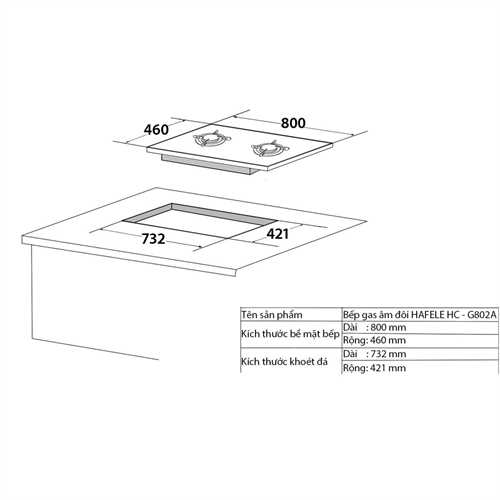 460
800
732
421
Tên sản phẩm
Bếp gas âm đôi HAFELE HC - G802A
Kích thước bề mặt bếp
Dài : 800 mm
Rộng: 460 mm
Kích thước khoét đá
Dài : 732 mm
Rộng: 421 mm